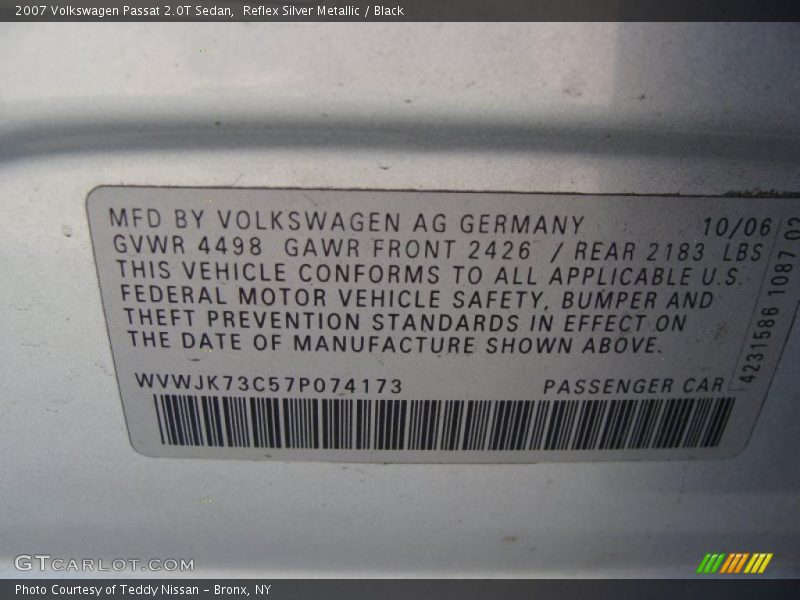 2007 Volkswagen Passat 2.0T Sedan,  Reflex Silver Metallic / Black
MFD BY VOLKSWAGEN AG GERMANY 10/06
GVWR 4498 GAWR FRONT 2426 / REAR 2183 LBS
THIS VEHICLE CONFORMS TO ALL APPLICABLE U.S.
FEDERAL MOTOR VEHICLE SAFETY, BUMPER AND
THEFT PREVENTION STANDARDS IN EFFECT ON
THE DATE OF MANUFACTURE SHOWN ABOVE.
WVWJK73C57P074173 PASSENGER CAR
4231586 1087 02
GTCARLOT.COM
Photo Courtesy of Teddy Nissan - Bronx, NY